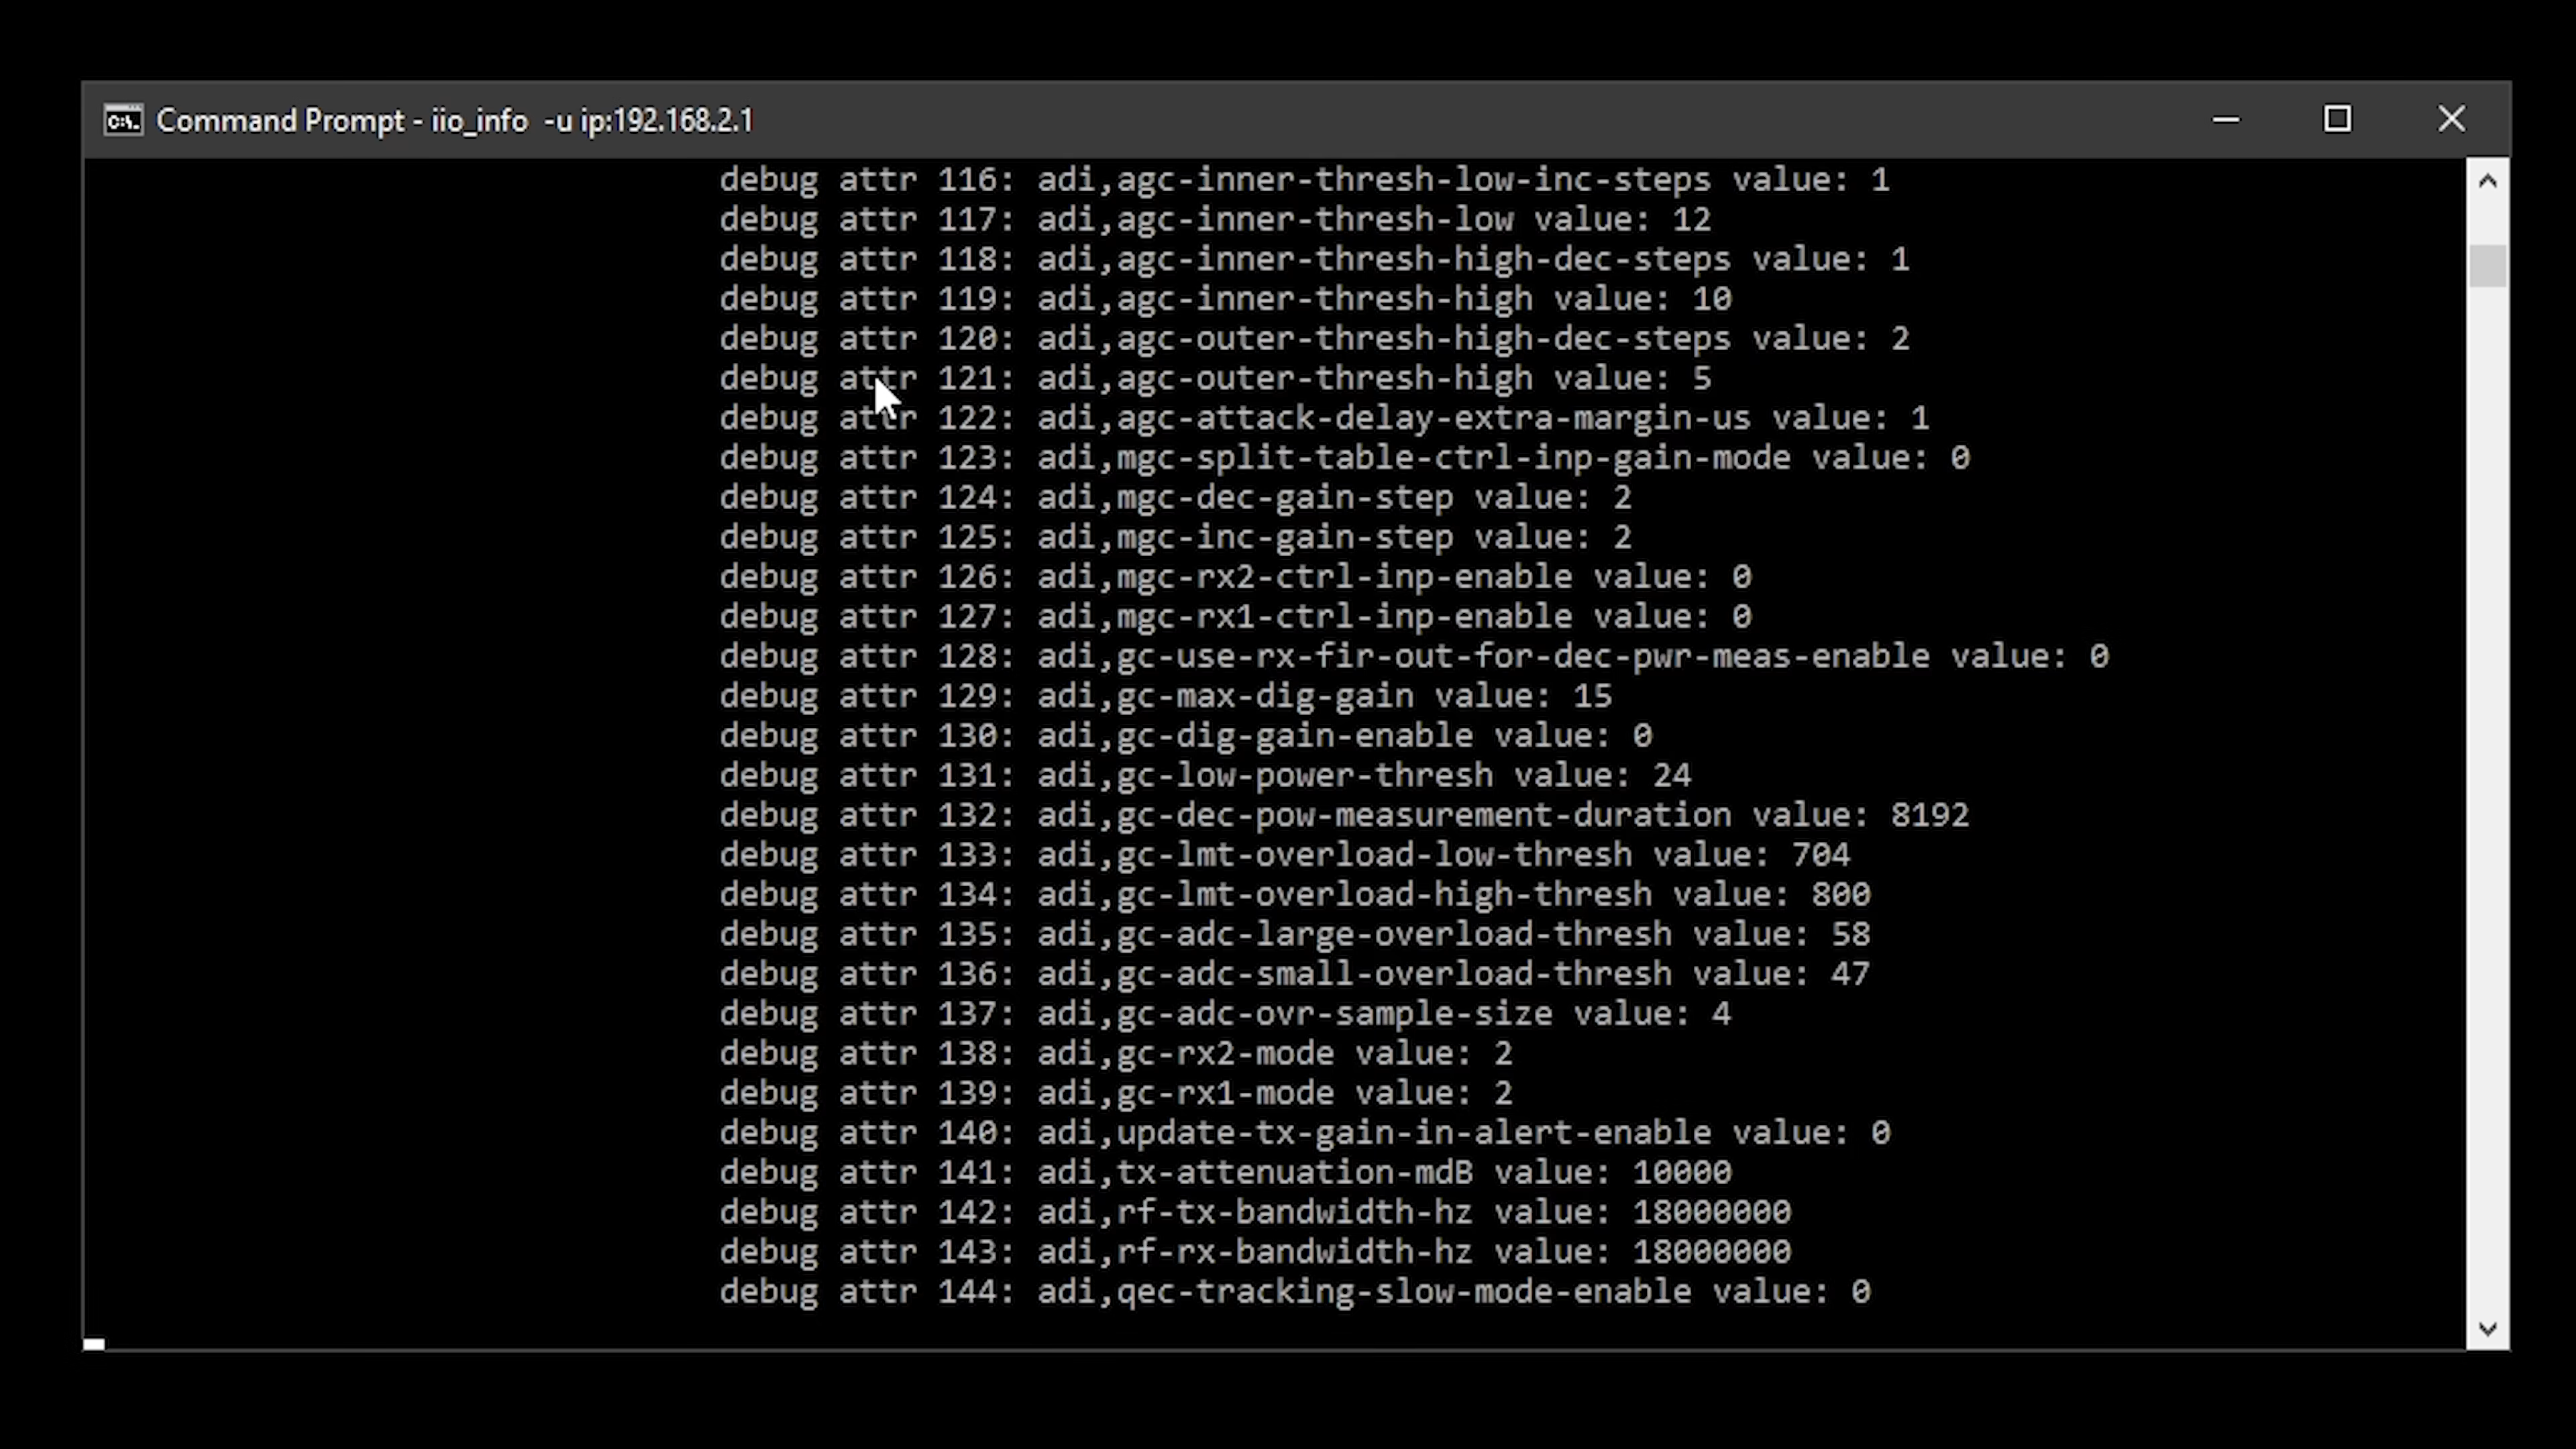 Command Prompt - iio_info  -u ip:192.168.2.1
debug attr 116: adi,agc-inner-thresh-low-inc-steps value: 1
debug attr 117: adi,agc-inner-thresh-low value: 12
debug attr 118: adi,agc-inner-thresh-high-dec-steps value: 1
debug attr 119: adi,agc-inner-thresh-high value: 10
debug attr 120: adi,agc-outer-thresh-high-dec-steps value: 2
debug attr 121: adi,agc-outer-thresh-high value: 5
debug attr 122: adi,agc-attack-delay-extra-margin-us value: 1
debug attr 123: adi,mgc-split-table-ctrl-inp-gain-mode value: 0
debug attr 124: adi,mgc-dec-gain-step value: 2
debug attr 125: adi,mgc-inc-gain-step value: 2
debug attr 126: adi,mgc-rx2-ctrl-inp-enable value: 0
debug attr 127: adi,mgc-rx1-ctrl-inp-enable value: 0
debug attr 128: adi,gc-use-rx-fir-out-for-dec-pwr-meas-enable value: 0
debug attr 129: adi,gc-max-dig-gain value: 15
debug attr 130: adi,gc-dig-gain-enable value: 0
debug attr 131: adi,gc-low-power-thresh value: 24
debug attr 132: adi,gc-dec-pow-measurement-duration value: 8192
debug attr 133: adi,gc-lmt-overload-low-thresh value: 704
debug attr 134: adi,gc-lmt-overload-high-thresh value: 800
debug attr 135: adi,gc-adc-large-overload-thresh value: 58
debug attr 136: adi,gc-adc-small-overload-thresh value: 47
debug attr 137: adi,gc-adc-ovr-sample-size value: 4
debug attr 138: adi,gc-rx2-mode value: 2
debug attr 139: adi,gc-rx1-mode value: 2
debug attr 140: adi,update-tx-gain-in-alert-enable value: 0
debug attr 141: adi,tx-attenuation-mdB value: 10000
debug attr 142: adi,rf-tx-bandwidth-hz value: 18000000
debug attr 143: adi,rf-rx-bandwidth-hz value: 18000000
debug attr 144: adi,qec-tracking-slow-mode-enable value: 0